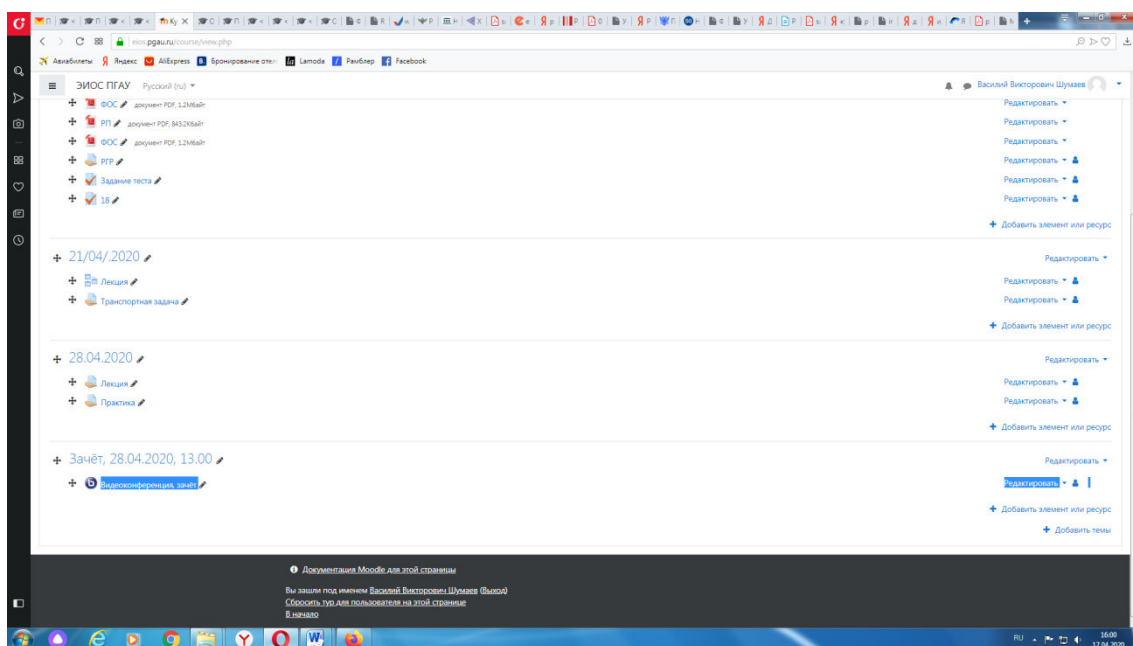 eios.pgau.ru/course/view.php
Авиабилеты Яндекс AliExpress Бронирование отел Lamoda Рамблер Facebook
ЭИОС ПГАУ Русский (ru) Василий Викторович Шумаев
ФОС документ PDF, 1.2Мбайт Редактировать
РП документ PDF, 843.2Кбайт Редактировать
ФОС документ PDF, 1.2Мбайт Редактировать
РГР Редактировать
Задание теста Редактировать
18 Редактировать
+ Добавить элемент или ресурс
21/04/.2020 Редактировать
Лекция Редактировать
Транспортная задача Редактировать
+ Добавить элемент или ресурс
28.04.2020 Редактировать
Лекция Редактировать
Практика Редактировать
+ Добавить элемент или ресурс
Зачёт, 28.04.2020, 13.00 Редактировать
Видеоконференция, зачёт Редактировать
+ Добавить элемент или ресурс
+ Добавить темы
Документация Moodle для этой страницы
Вы зашли под именем Василий Викторович Шумаев (Выход)
Сбросить тур для пользователя на этой странице
В начало
RU 16:00
17.04.2020